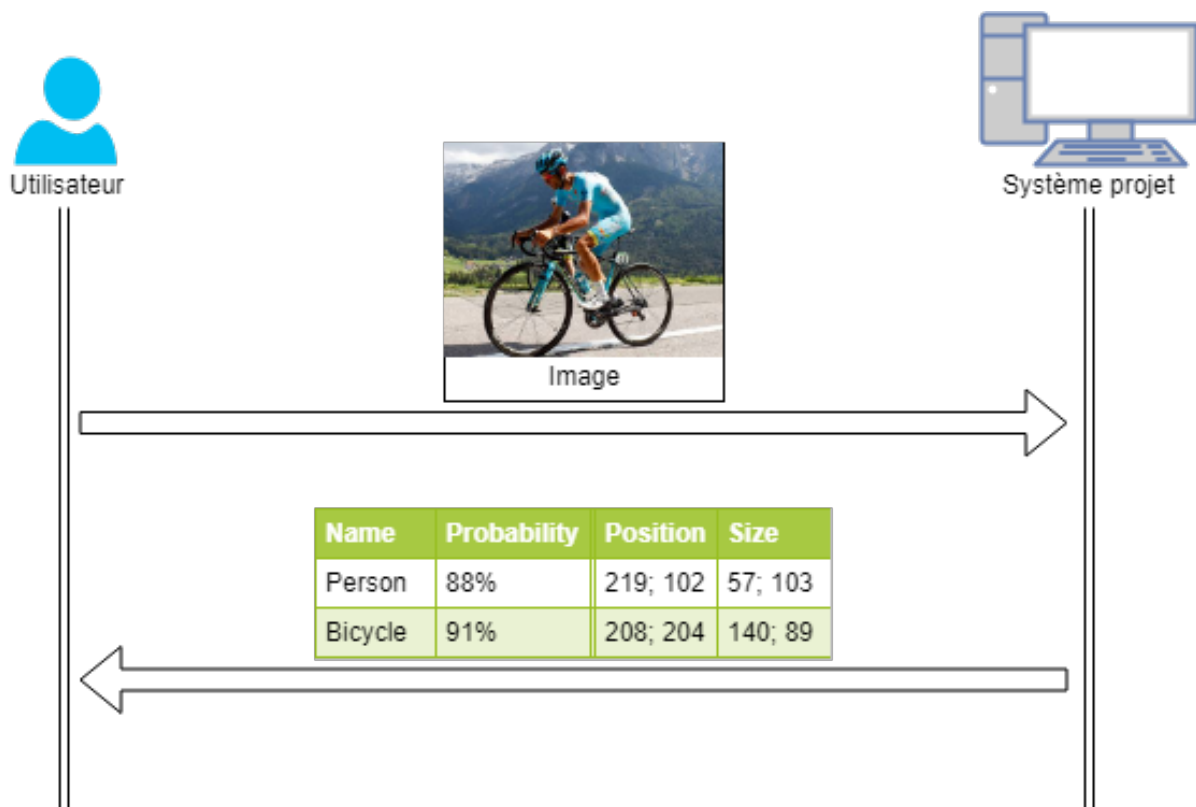 Utilisateur
Système projet
Image
Name Probability Position Size
Person 88% 219; 102 57; 103
Bicycle 91% 208; 204 140; 89